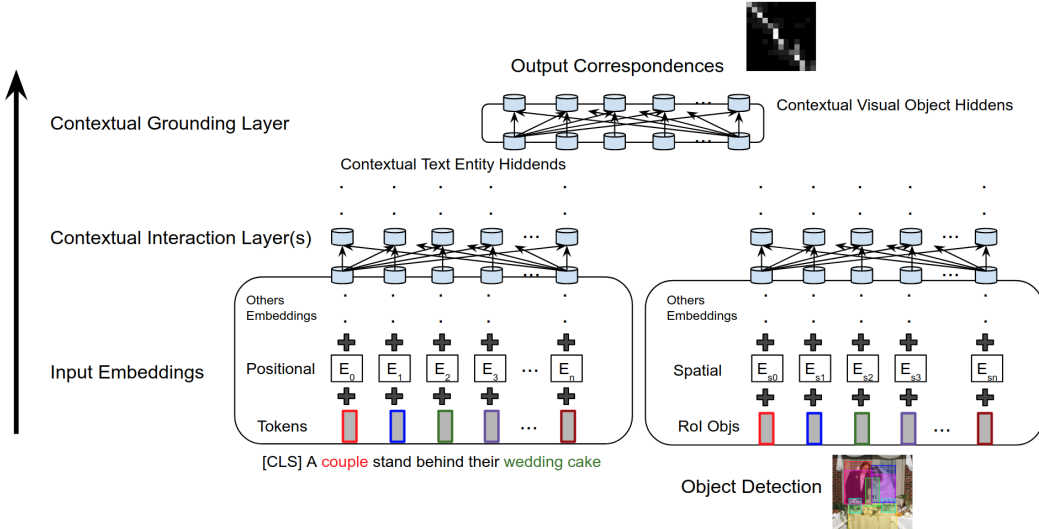 Output Correspondences
Contextual Visual Object Hiddens
Contextual Grounding Layer
Contextual Text Entity Hiddends
Contextual Interaction Layer(s)
Others
Embeddings
Others
Embeddings
Input Embeddings
Positional E0 E1 E2 E3 ... En
Spatial Es0 Es1 Es2 Es3 ... Esn
Tokens ...
RoI Objs ...
[CLS] A couple stand behind their wedding cake
Object Detection